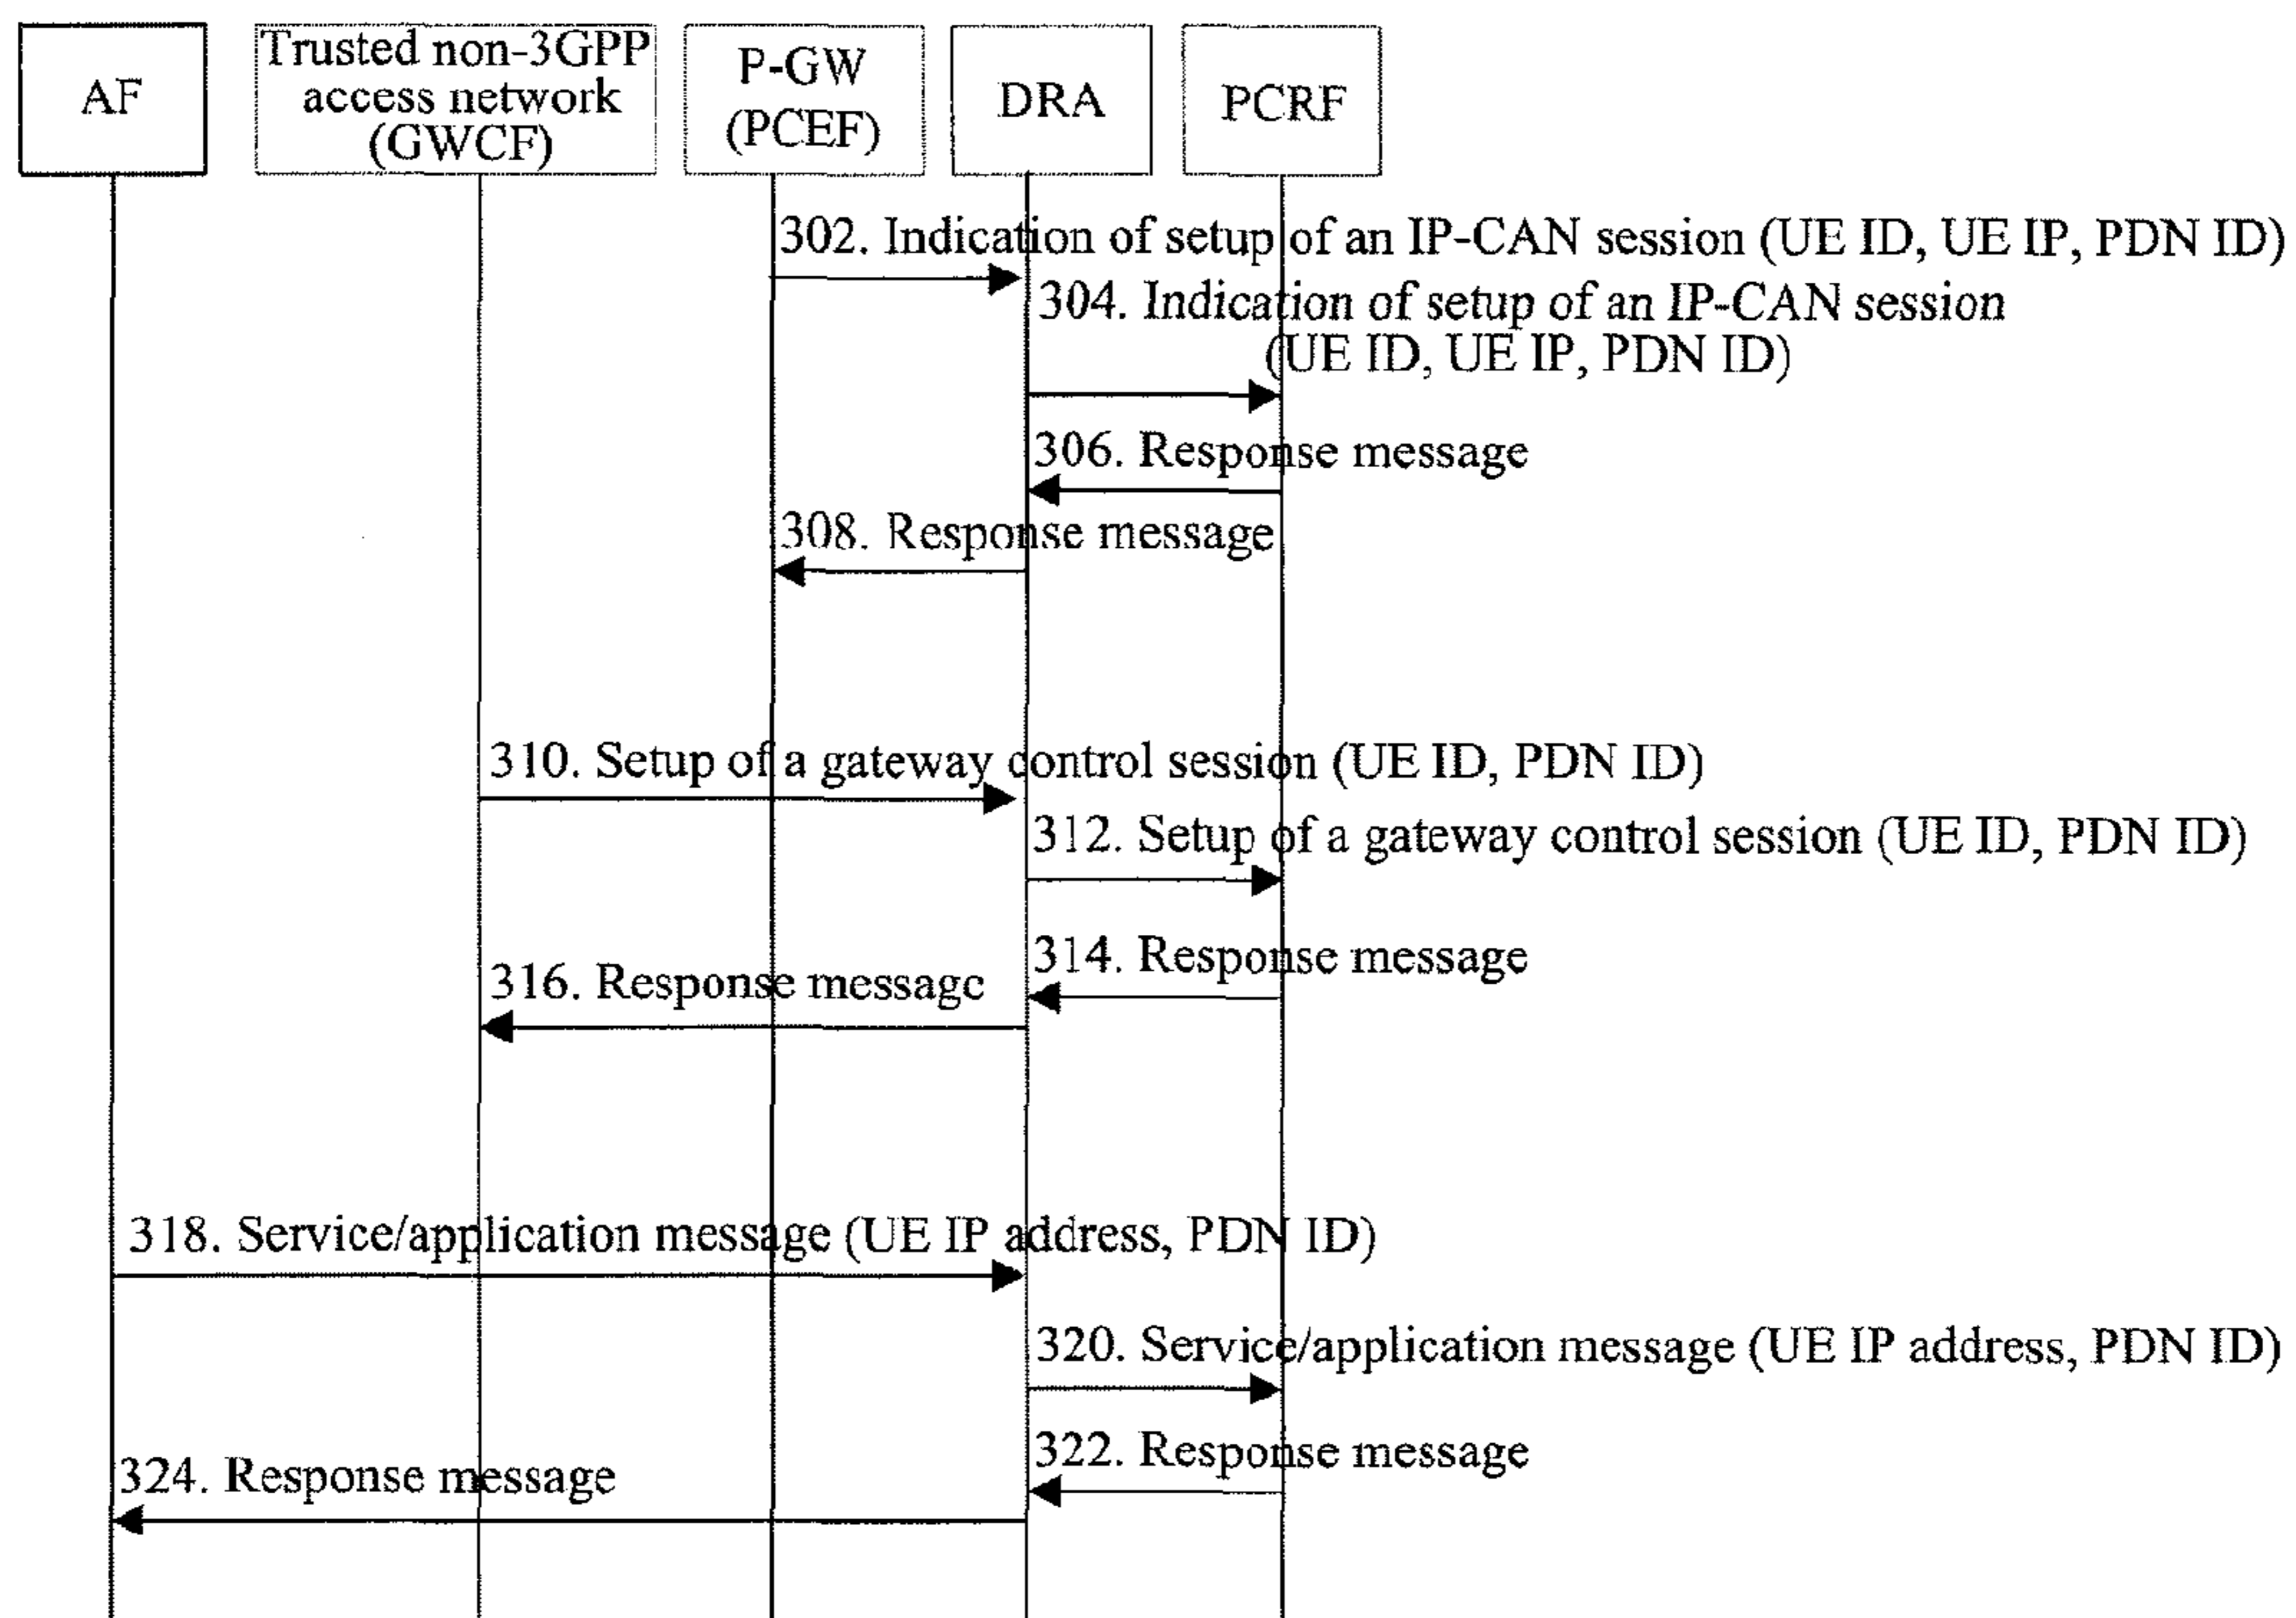 AF
Trusted non-3GPP
access network
(GWCF)
P-GW
(PCEF)
DRA
PCRF
302. Indication of setup of an IP-CAN session (UE ID, UE IP, PDN ID)
304. Indication of setup of an IP-CAN session
(UE ID, UE IP, PDN ID)
306. Response message
308. Response message
310. Setup of a gateway control session (UE ID, PDN ID)
312. Setup of a gateway control session (UE ID, PDN ID)
314. Response message
316. Response message
318. Service/application message (UE IP address, PDN ID)
320. Service/application message (UE IP address, PDN ID)
322. Response message
324. Response message